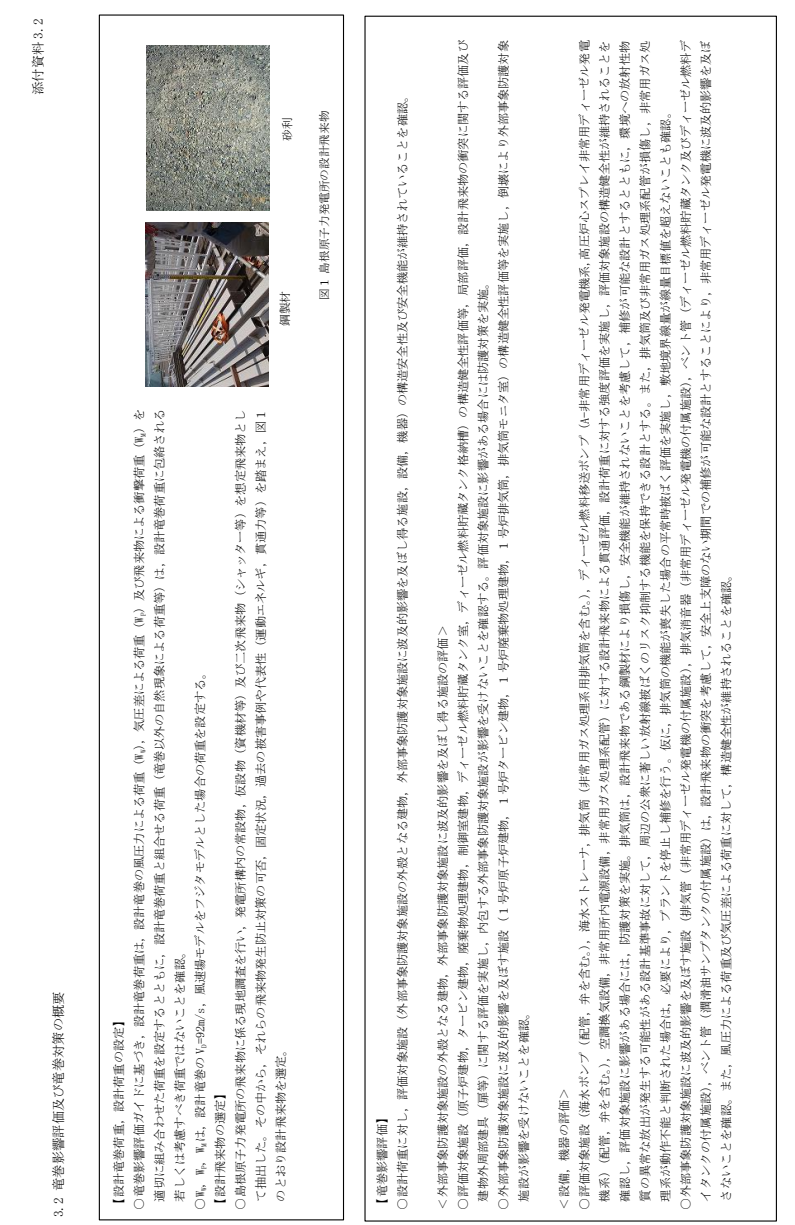 添付資料 3.2
3.2 竜巻影響評価及び竜巻対策の概要
【設計竜巻荷重，設計荷重の設定】
○竜巻影響評価ガイドに基づき，設計竜巻荷重は，設計竜巻の風圧力による荷重（WW），気圧差による荷重（WP）及び飛来物による衝撃荷重（WM）を
適切に組み合わせた荷重を設定するとともに，設計竜巻荷重と組合せる荷重（竜巻以外の自然現象による荷重等）は，設計竜巻荷重に包絡される
若しくは考慮すべき荷重ではないことを確認。
○WW，WP，WMは，設計竜巻のVD=92m/s，風速場モデルをフジタモデルとした場合の荷重を設定する。
【設計飛来物の選定】
○島根原子力発電所の飛来物に係る現地調査を行い，発電所構内の常設物，仮設物（資機材等）及び二次飛来物（シャッター等）を想定飛来物とし
て抽出した。その中から，それらの飛来物発生防止対策の可否，固定状況，過去の被害事例や代表性（運動エネルギ，貫通力等）を踏まえ，図1
のとおり設計飛来物を選定。
鋼製材
砂利
図1 島根原子力発電所の設計飛来物
【竜巻影響評価】
○設計荷重に対し，評価対象施設（外部事象防護対象施設の外殻となる建物，外部事象防護対象施設に波及的影響を及ぼし得る施設，設備，機器）の構造安全性及び安全機能が維持されていることを確認。
＜外部事象防護対象施設の外殻となる建物，外部事象防護対象施設に波及的影響を及ぼし得る施設の評価＞
○評価対象施設（原子炉建物，タービン建物，廃棄物処理建物，制御室建物，ディーゼル燃料貯蔵タンク室，ディーゼル燃料貯蔵タンク格納槽）の構造健全性評価等，局部評価，設計飛来物の衝突に関する評価及び
建物外周部建具（扉等）に関する評価を実施し，内包する外部事象防護対象施設が影響を受けないことを確認する。評価対象施設に影響がある場合には防護対策を実施。
○外部事象防護対象施設に波及的影響を及ぼす施設（1号炉原子炉建物，1号炉タービン建物，1号炉廃棄物処理建物，1号炉排気筒，排気筒モニタ室）の構造健全性評価等を実施し，倒壊により外部事象防護対象
施設が影響を受けないことを確認。
＜設備，機器の評価＞
○評価対象施設（海水ポンプ（配管，弁を含む。），海水ストレーナ，排気筒（非常用ガス処理系用排気筒を含む。），ディーゼル燃料移送ポンプ（A-非常用ディーゼル発電機系，高圧炉心スプレイ非常用ディーゼル発電
機系）（配管，弁を含む。），空調換気設備，非常用所内電源設備，非常用ガス処理系配管）に対する設計飛来物による貫通評価，設計荷重に対する強度評価を実施し，評価対象施設の構造健全性が維持されることを
確認し，評価対象施設に影響がある場合には，防護対策を実施。排気筒は，設計飛来物である鋼製材により損傷し，安全機能が維持されないことを考慮して，補修が可能な設計とするとともに，環境への放射性物
質の異常な放出が発生する可能性がある設計基準事故に対して，周辺の公衆に著しい放射線被ばくのリスク抑制する機能を保持できる設計とする。また，排気筒及び非常用ガス処理系配管が損傷し，非常用ガス処
理系が動作不能と判断された場合は，必要により，プラントを停止し補修を行う。仮に，排気筒の機能が喪失した場合の平常時被ばく評価を実施し，敷地境界線量が線量目標値を超えないことも確認。
○外部事象防護対象施設に波及的影響を及ぼす施設（排気管（非常用ディーゼル発電機の付属施設），排気消音器（非常用ディーゼル発電機の付属施設），ベント管（ディーゼル燃料貯蔵タンク及びディーゼル燃料デ
イタンクの付属施設），ベント管（潤滑油サンプタンクの付属施設）は，設計飛来物の衝突を考慮して，安全上支障のない期間での補修が可能な設計とすることにより，非常用ディーゼル発電機に波及的影響を及ぼ
さないことを確認。また，風圧力による荷重及び気圧差による荷重に対して，構造健全性が維持されることを確認。